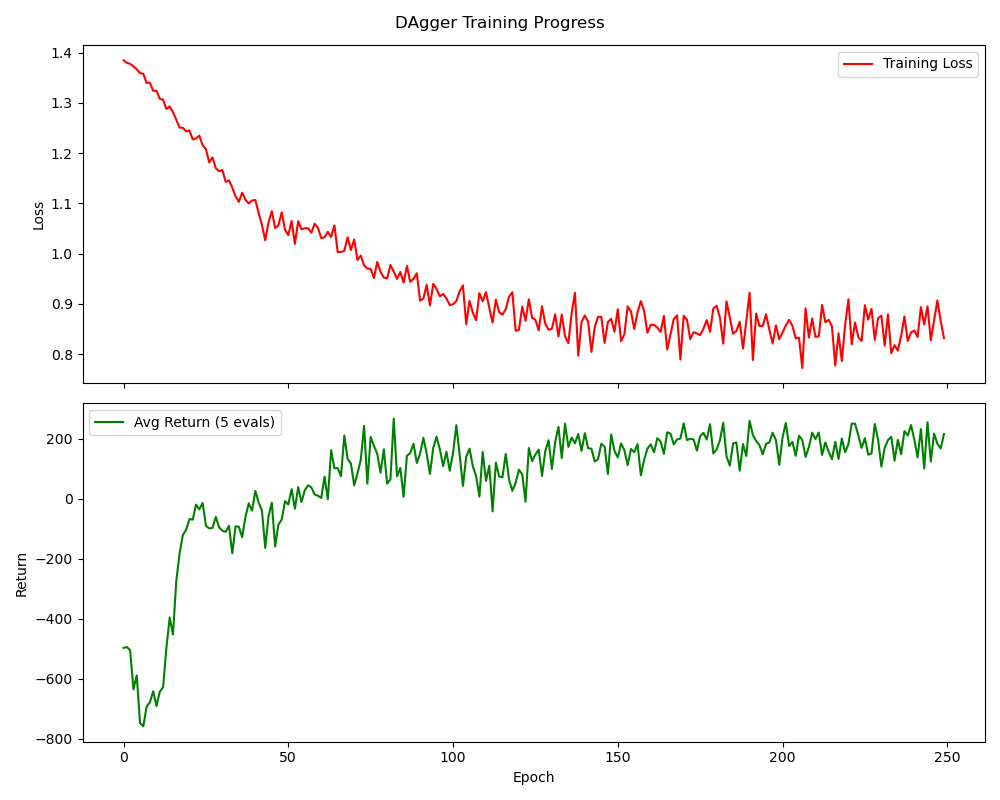 DAgger Training Progress
1.4
1.3
1.2
1.1
1.0
0.9
0.8
Loss
Training Loss
200
0
−200
−400
−600
−800
Return
Avg Return (5 evals)
0 50 100 150 200 250
Epoch